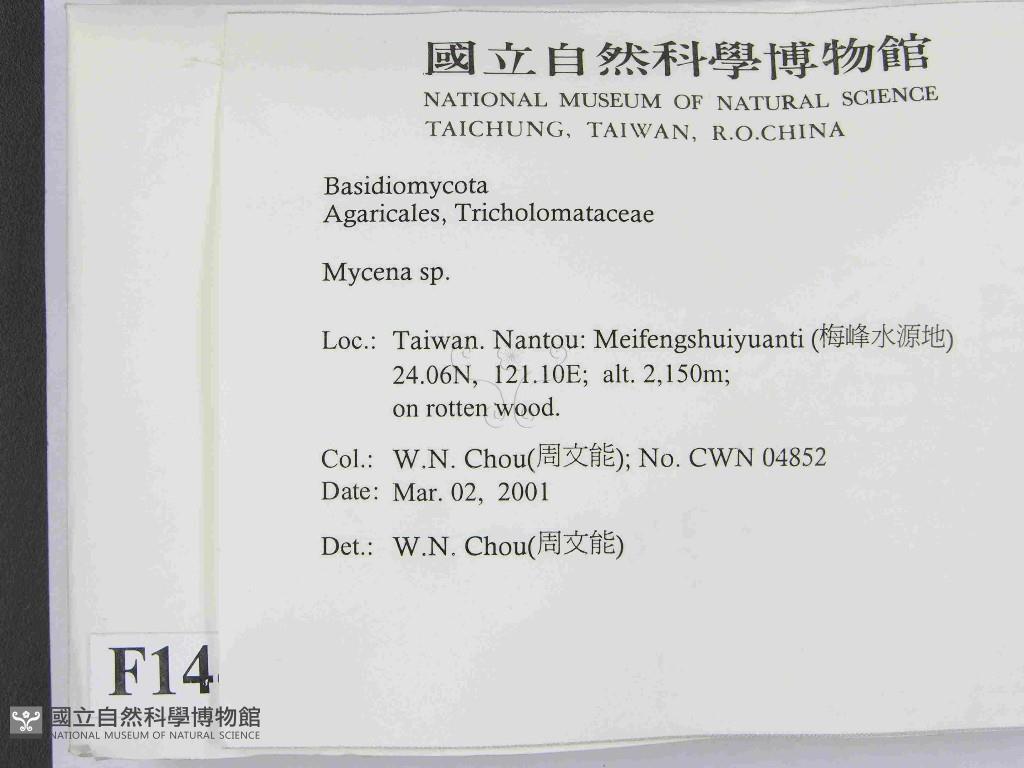 國立自然科學博物館
NATIONAL MUSEUM OF NATURAL SCIENCE
TAICHUNG, TAIWAN, R.O.CHINA
Basidiomycota
Agaricales, Tricholomataceae
Mycena sp.
Loc.: Taiwan. Nantou: Meifengshuiyuanti (梅峰水源地)
24.06N, 121.10E; alt. 2,150m;
on rotten wood.
Col.: W.N. Chou(周文能); No. CWN 04852
Date: Mar. 02, 2001
Det.: W.N. Chou(周文能)
F14
國立自然科學博物館
NATIONAL MUSEUM OF NATURAL SCIENCE